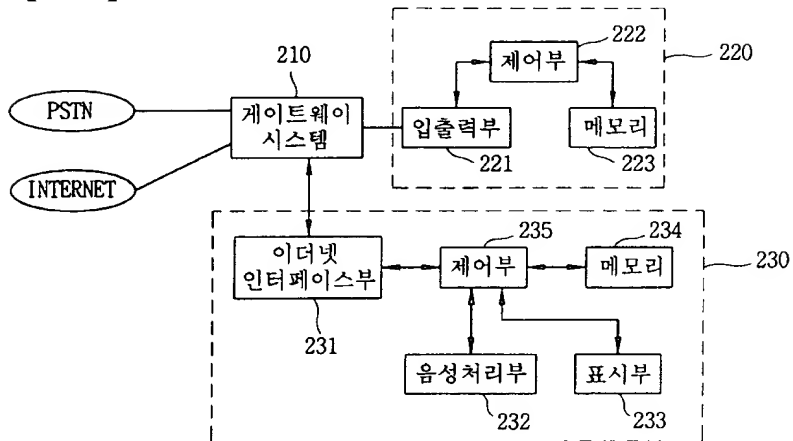 210
222
220
제어부
PSTN
게이트웨이
시스템
입출력부
메모리
221
223
INTERNET
235
234
이더넷
인터페이스부
제어부
메모리
230
231
음성처리부
표시부
232
233